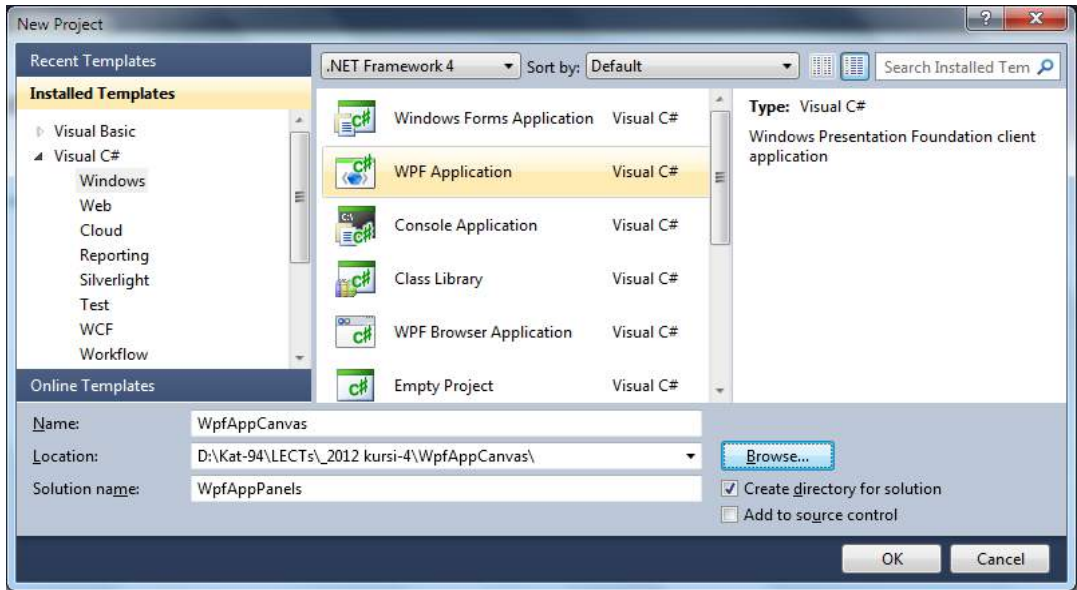 New Project
Recent Templates
Installed Templates
Visual Basic
Visual C#
Windows
Web
Cloud
Reporting
Silverlight
Test
WCF
Workflow
Online Templates
.NET Framework 4 Sort by: Default Search Installed Tem
Windows Forms Application Visual C#
WPF Application Visual C#
Console Application Visual C#
Class Library Visual C#
WPF Browser Application Visual C#
Empty Project Visual C#
Type: Visual C#
Windows Presentation Foundation client
application
Name: WpfAppCanvas
Location: D:\Kat-94\LECTs\_2012 kursi-4\WpfAppCanvas\ Browse...
Solution name: WpfAppPanels Create directory for solution
Add to source control
OK Cancel